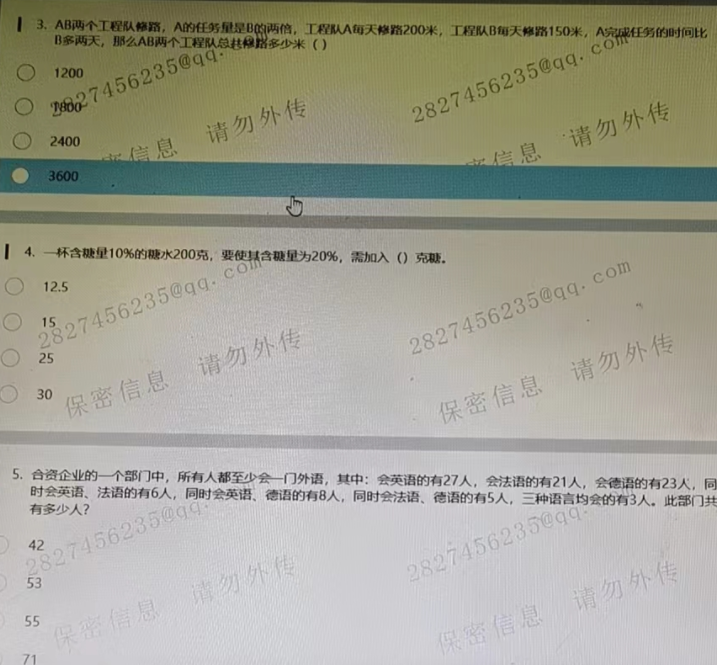 3. AB两个工程队修路，A的任务量是B的两倍，工程队A每天修路200米，工程队B每天修路150米，A完成任务的时间比
B多两天，那么AB两个工程队总共修路多少米（ ）
1200
1800
2400
3600
4. 一杯含糖量10%的糖水200克，要使其含糖量为20%，需加入（）克糖。
12.5
15
25
30
5. 合资企业的一个部门中，所有人都至少会一门外语，其中：会英语的有27人，会法语的有21人，会德语的有23人，同
时会英语、法语的有6人，同时会英语、德语的有8人，同时会法语、德语的有5人，三种语言均会的有3人。此部门共
有多少人？
42
53
55
71
2827456235@qq.com
保密信息 请勿外传
2827456235@qq.com
保密信息 请勿外传
2827456235@qq.com
保密信息 请勿外传
2827456235@qq.com
保密信息 请勿外传
2827456235@qq.com
保密信息 请勿外传
2827456235@qq.com
保密信息 请勿外传